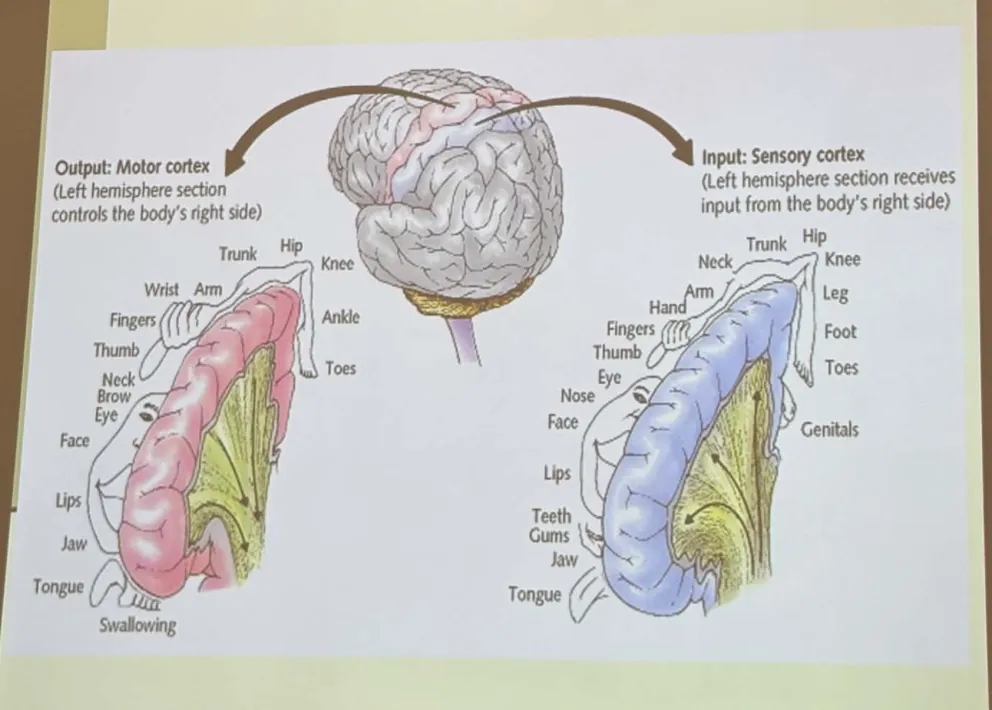 Output: Motor cortex
(Left hemisphere section
controls the body's right side)
Input: Sensory cortex
(Left hemisphere section receives
input from the body's right side)
Hip
Trunk
Knee
Wrist
Arm
Fingers
Ankle
Thumb
Toes
Neck
Brow
Eye
Face
Lips
Jaw
Tongue
Swallowing
Hip
Trunk
Neck
Knee
Arm
Leg
Hand
Fingers
Foot
Thumb
Toes
Eye
Nose
Face
Genitals
Lips
Teeth
Gums
Jaw
Tongue